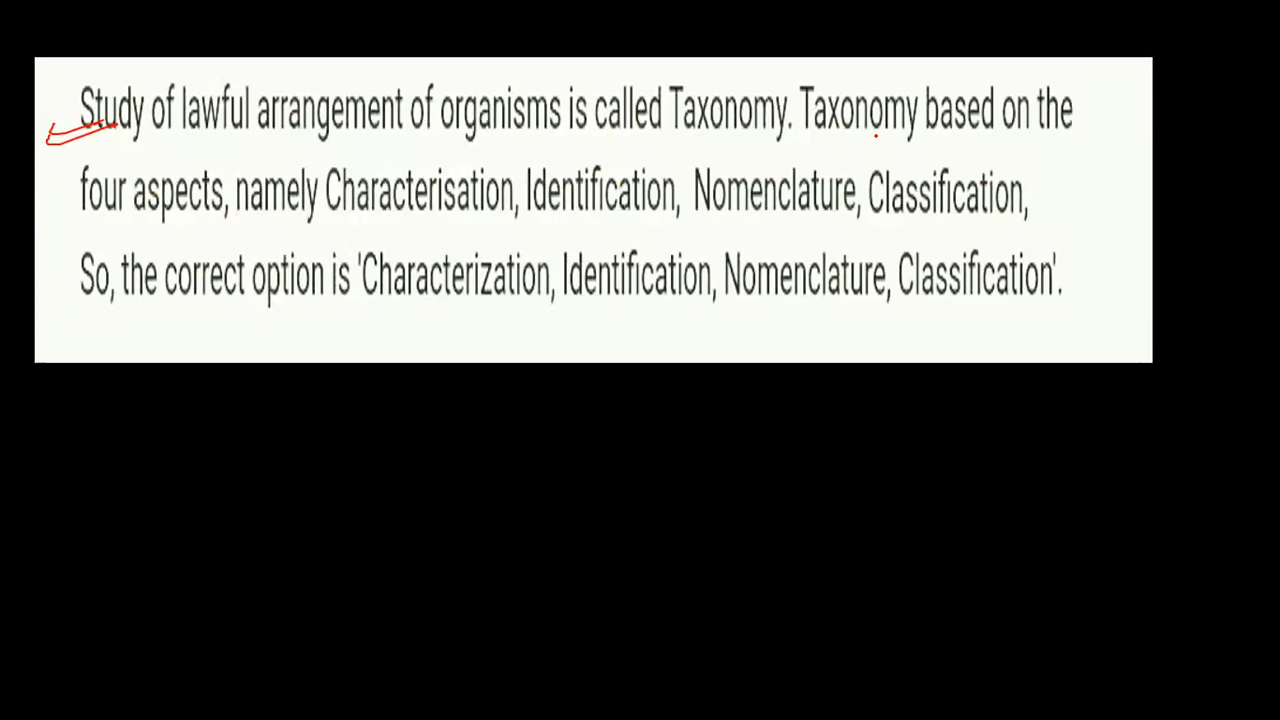 Study of lawful arrangement of organisms is called Taxonomy. Taxonomy based on the
four aspects, namely Characterisation, Identification, Nomenclature, Classification,
So, the correct option is 'Characterization, Identification, Nomenclature, Classification'.